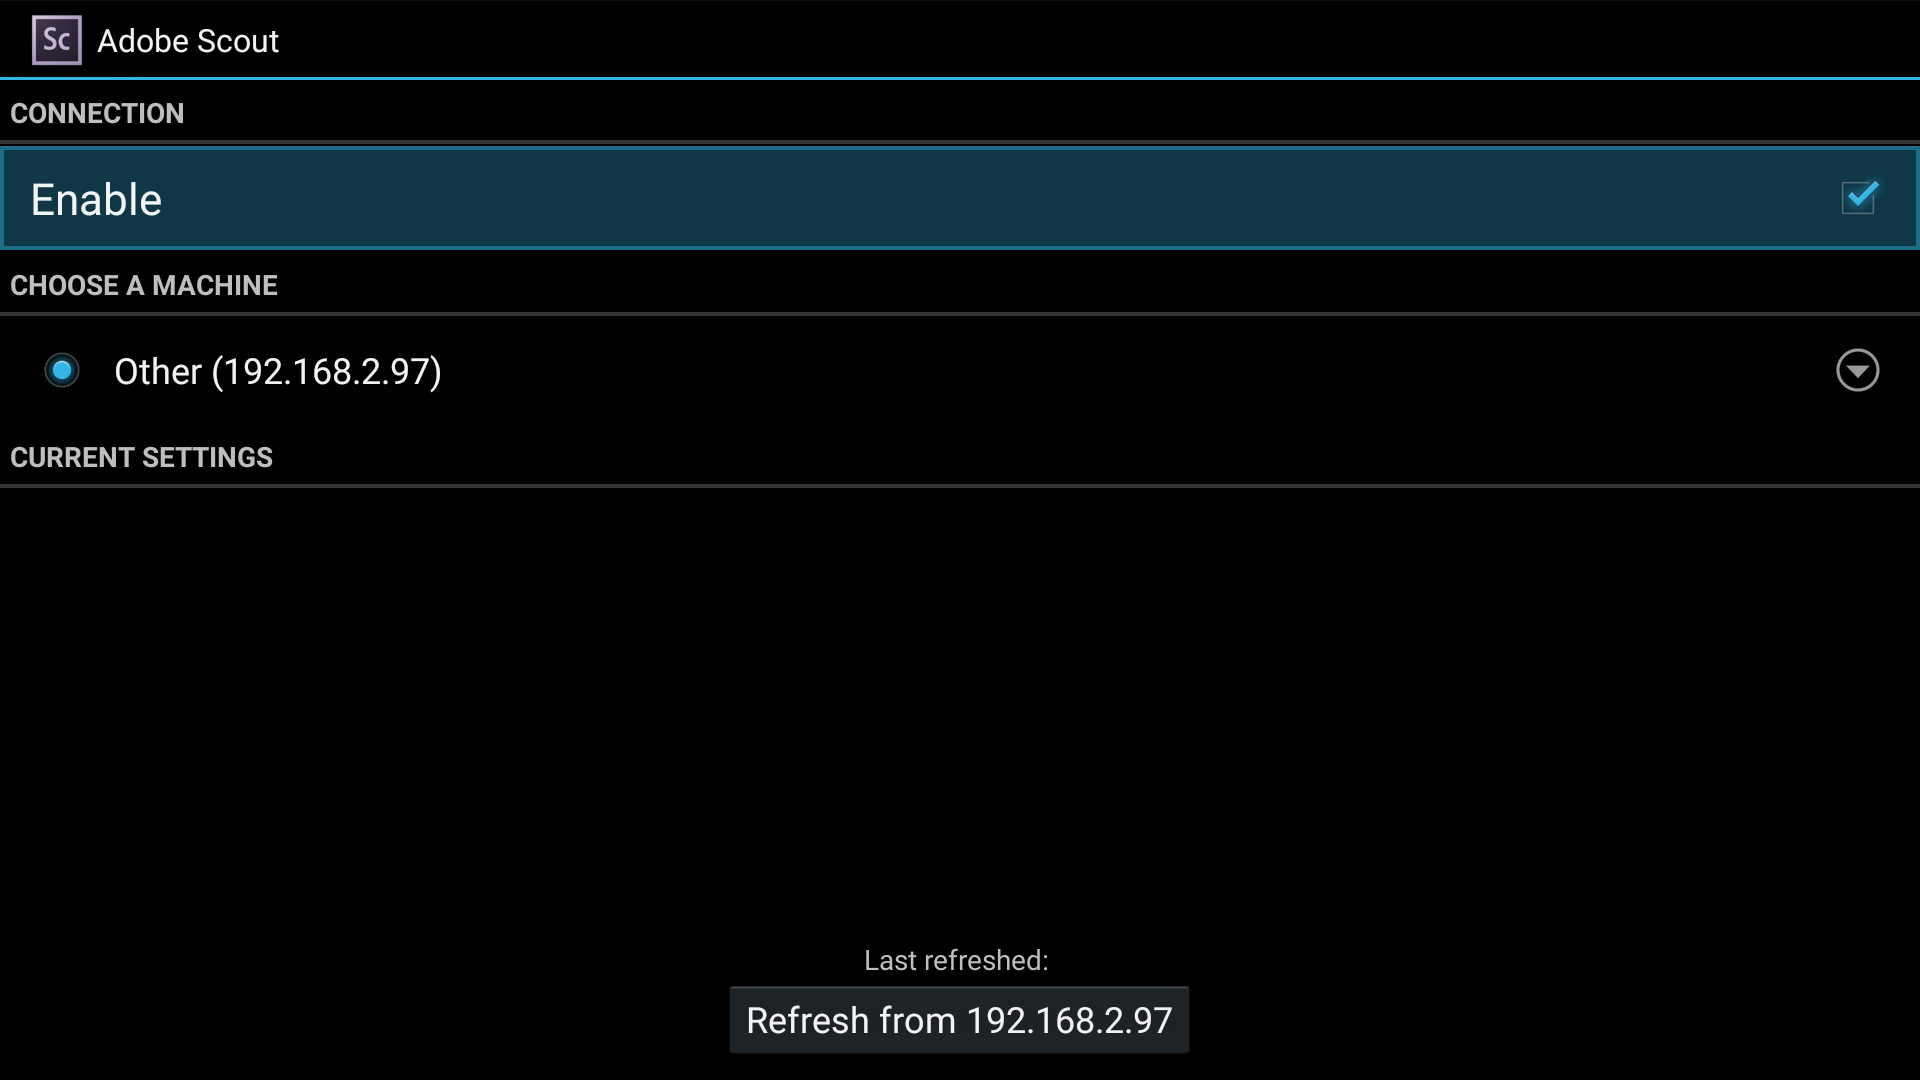 Sc Adobe Scout
CONNECTION
Enable
CHOOSE A MACHINE
Other (192.168.2.97)
CURRENT SETTINGS
Last refreshed:
Refresh from 192.168.2.97